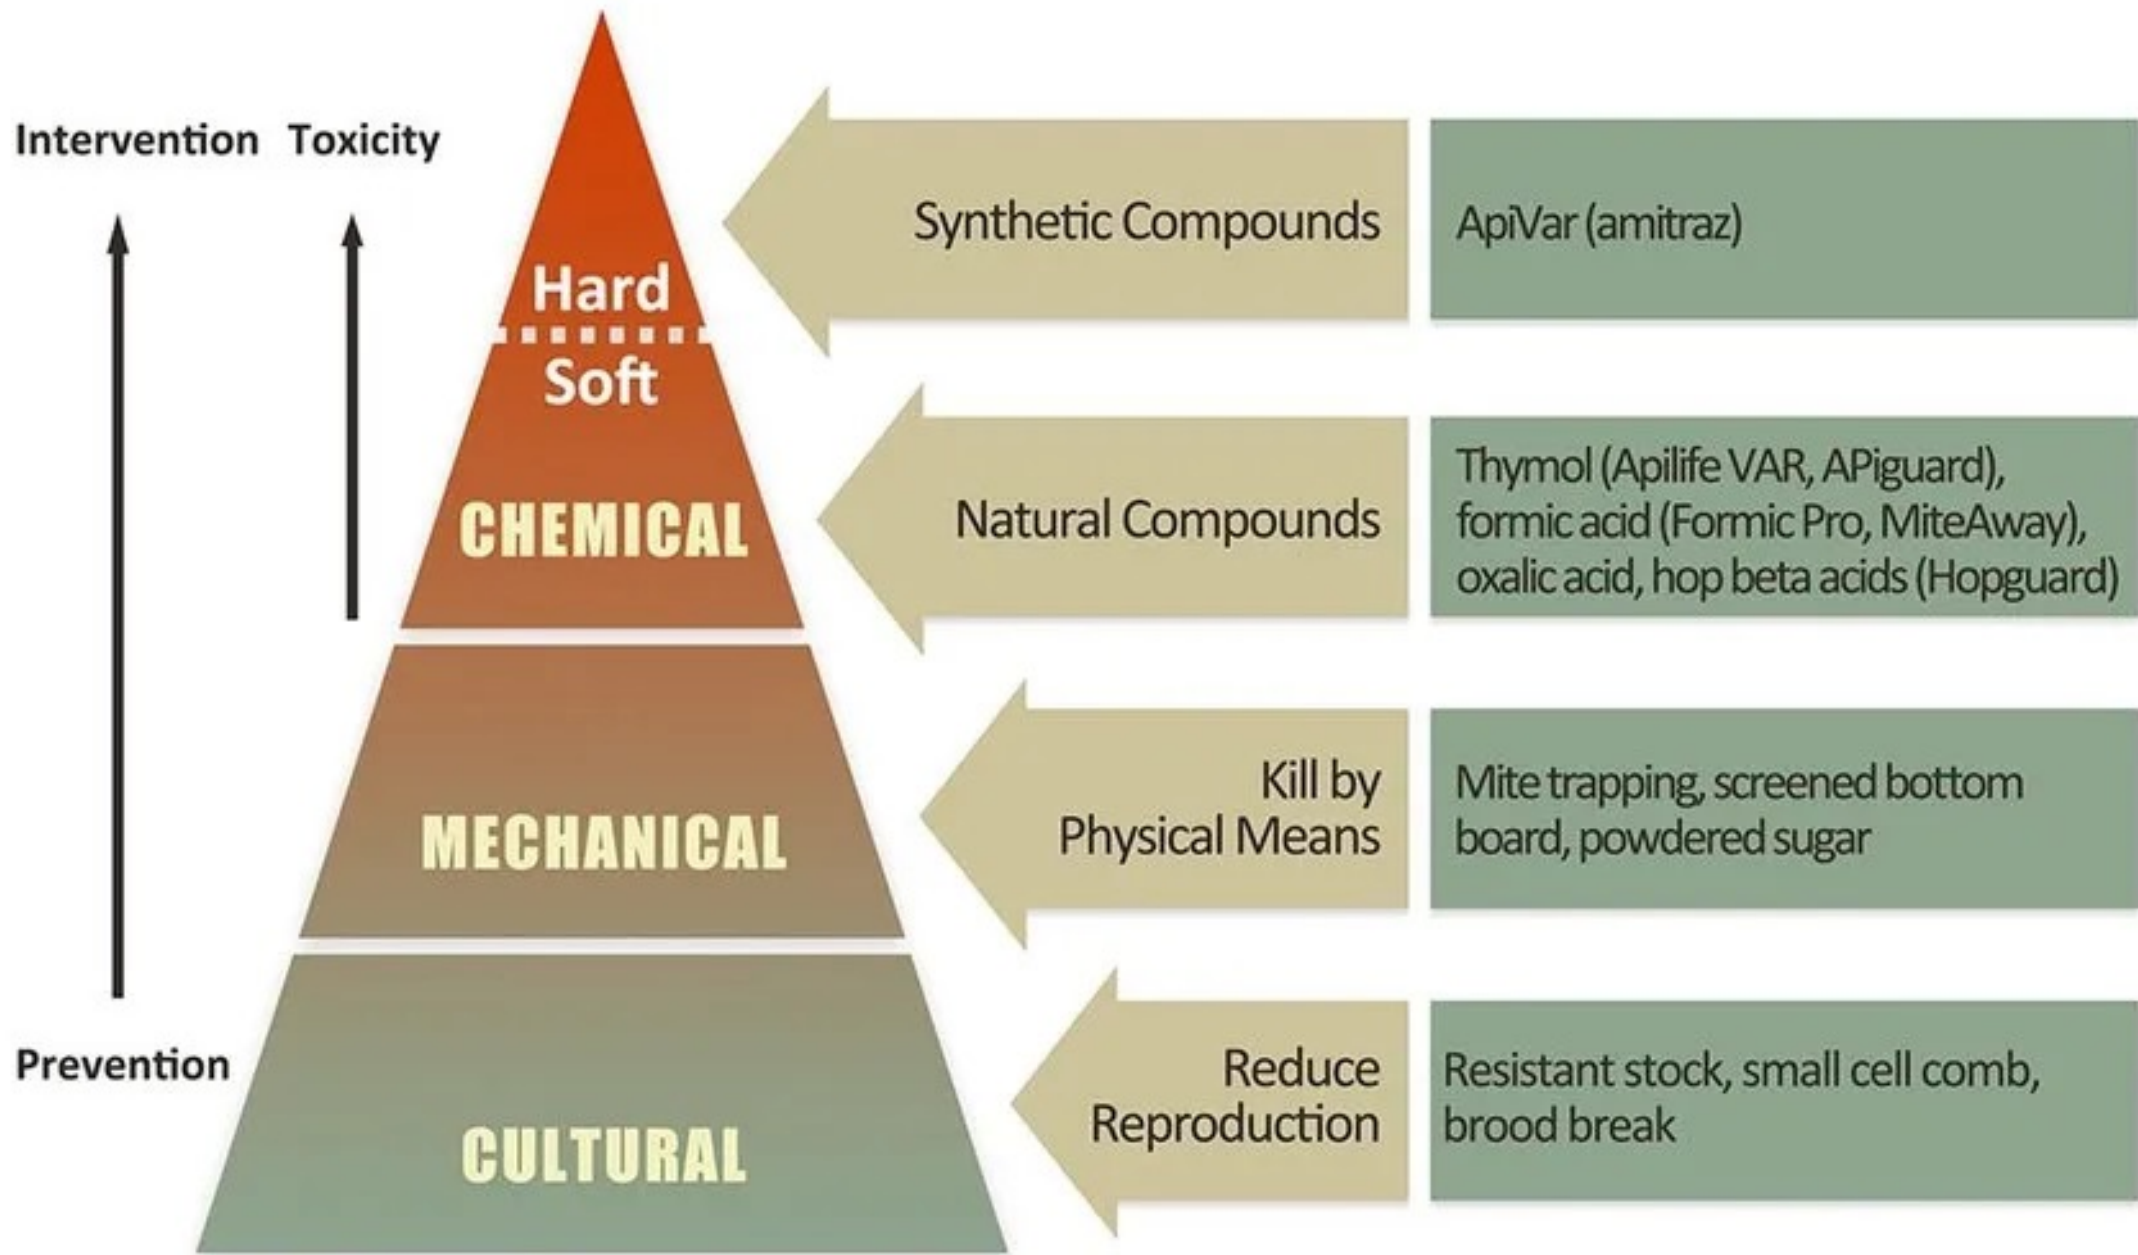 Intervention Toxicity
Prevention
Hard
Soft
CHEMICAL
MECHANICAL
CULTURAL
Synthetic Compounds
ApiVar (amitraz)
Natural Compounds
Thymol (Apilife VAR, APiguard),
formic acid (Formic Pro, MiteAway),
oxalic acid, hop beta acids (Hopguard)
Kill by
Physical Means
Mite trapping, screened bottom
board, powdered sugar
Reduce
Reproduction
Resistant stock, small cell comb,
brood break